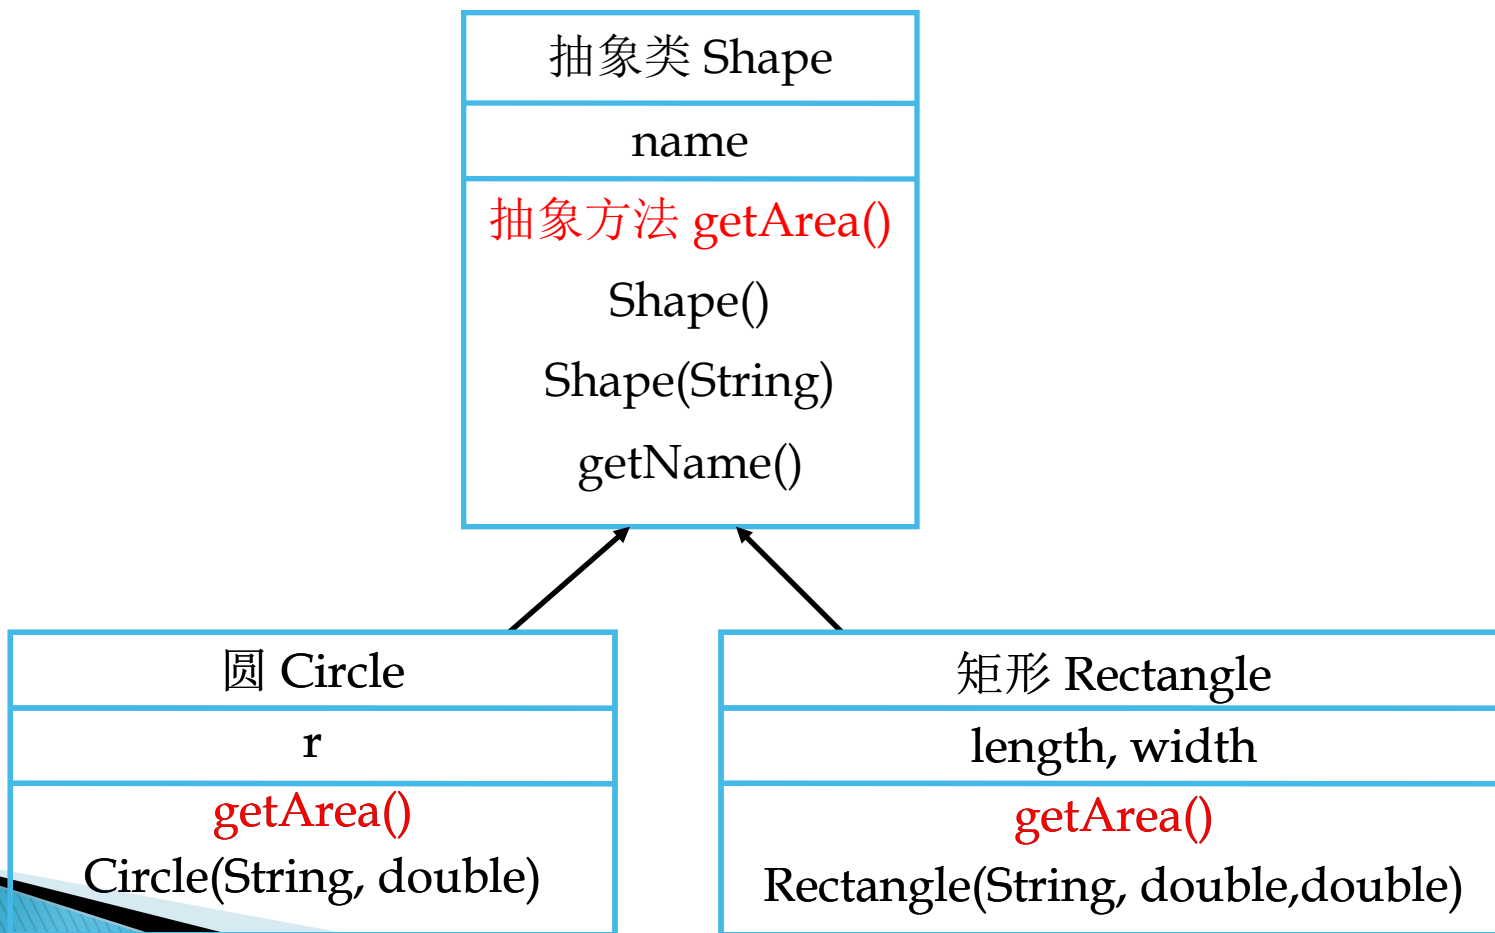 抽象类 Shape
name
抽象方法 getArea()
Shape()
Shape(String)
getName()
圆 Circle
r
getArea()
Circle(String, double)
矩形 Rectangle
length, width
getArea()
Rectangle(String, double,double)